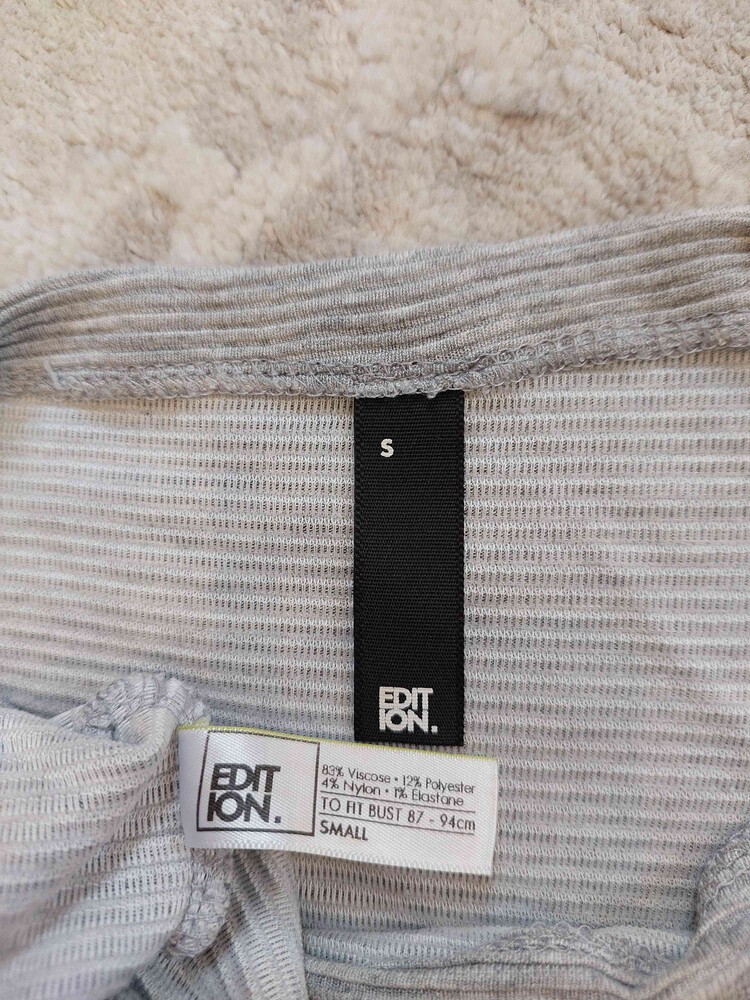 S
EDIT
ION.
EDIT
ION.
83% Viscose • 12% Polyester
4% Nylon • 1% Elastane
TO FIT BUST 87 - 94cm
SMALL